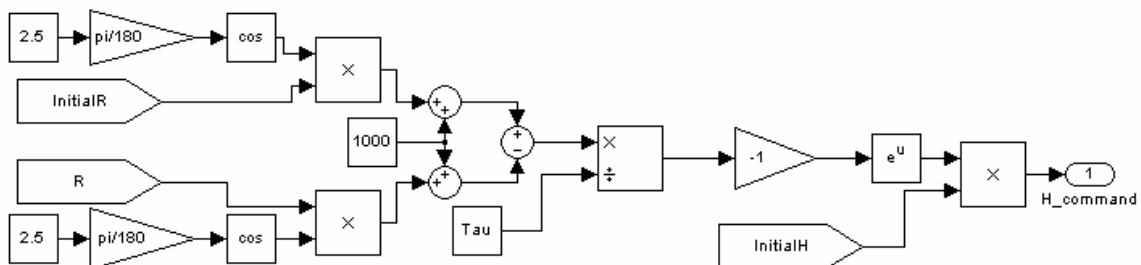 2.5
pi/180
cos
×
InitialR
+
+
1000
+
−
×
÷
-1
e^u
×
1
H_command
R
+
+
2.5
pi/180
cos
×
Tau
InitialH